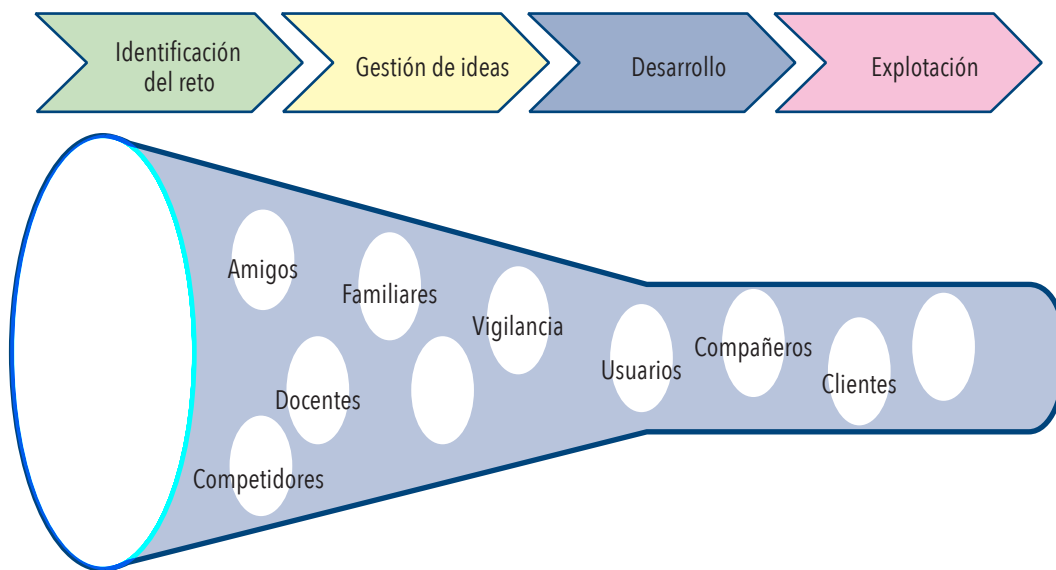 Identificación
del reto
Gestión de ideas
Desarrollo
Explotación
Amigos
Familiares
Vigilancia
Usuarios
Compañeros
Clientes
Docentes
Competidores